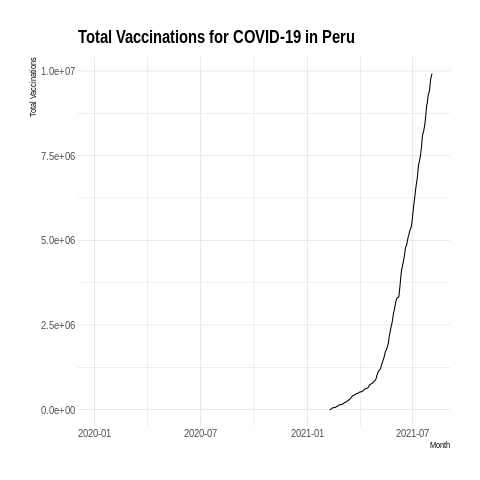 Total Vaccinations for COVID-19 in Peru
Total Vaccinations
1.0e+07
7.5e+06
5.0e+06
2.5e+06
0.0e+00
2020-01
2020-07
2021-01
2021-07
Month